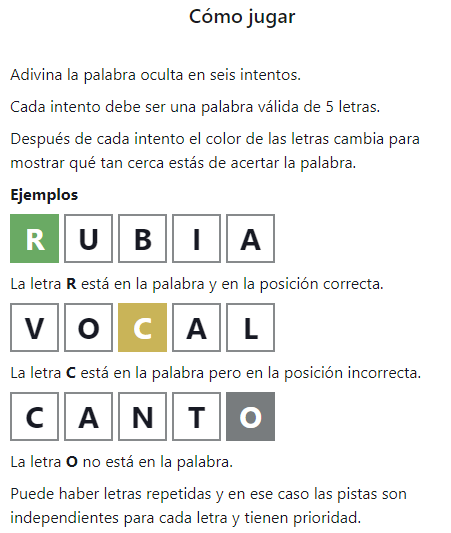 Cómo jugar
Adivina la palabra oculta en seis intentos.
Cada intento debe ser una palabra válida de 5 letras.
Después de cada intento el color de las letras cambia para
mostrar qué tan cerca estás de acertar la palabra.
Ejemplos
R U B I A
La letra R está en la palabra y en la posición correcta.
V O C A L
La letra C está en la palabra pero en la posición incorrecta.
C A N T O
La letra O no está en la palabra.
Puede haber letras repetidas y en ese caso las pistas son
independientes para cada letra y tienen prioridad.